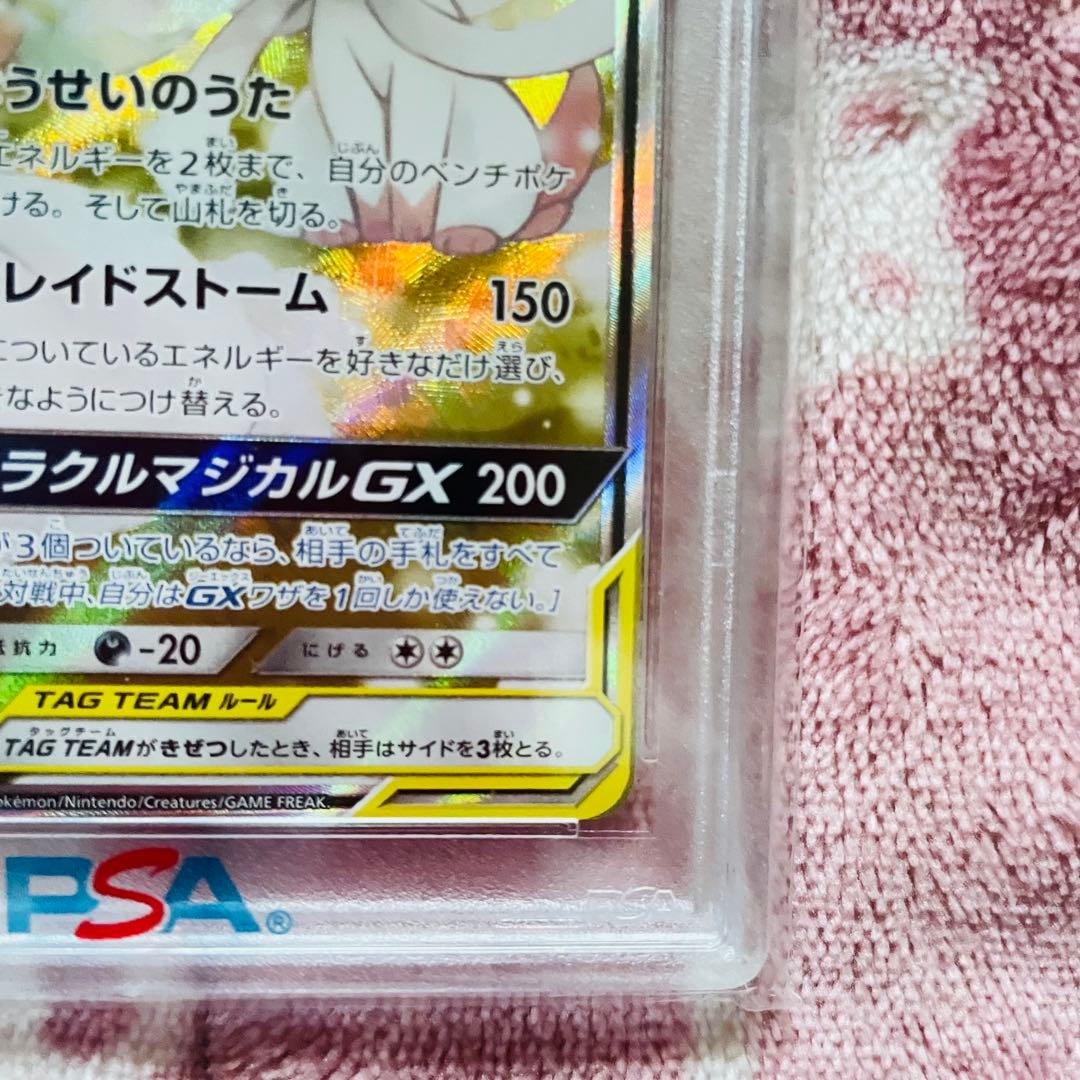 うせいのうた
エネルギーを2枚まで、自分のベンチポケ
ける。そして山札を切る。
レイドストーム 150
についているエネルギーを好きなだけ選び、
きなようにつけ替える。
ラクルマジカルGX 200
が3個ついているなら、相手の手札をすべて
対戦中、自分はGXワザを1回しか使えない。]
抵抗力 -20 にげる
TAG TEAM ルール
TAG TEAMがきぜつしたとき、相手はサイドを3枚とる。
okémon/Nintendo/Creatures/GAME FREAK.
PSA®
PSA